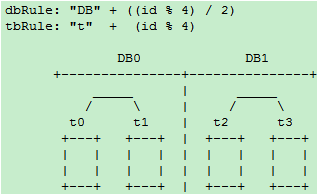 dbRule: "DB" + ((id % 4) / 2)
tbRule: "t"  +  (id % 4)
DB0 DB1
t0 t1 t2 t3